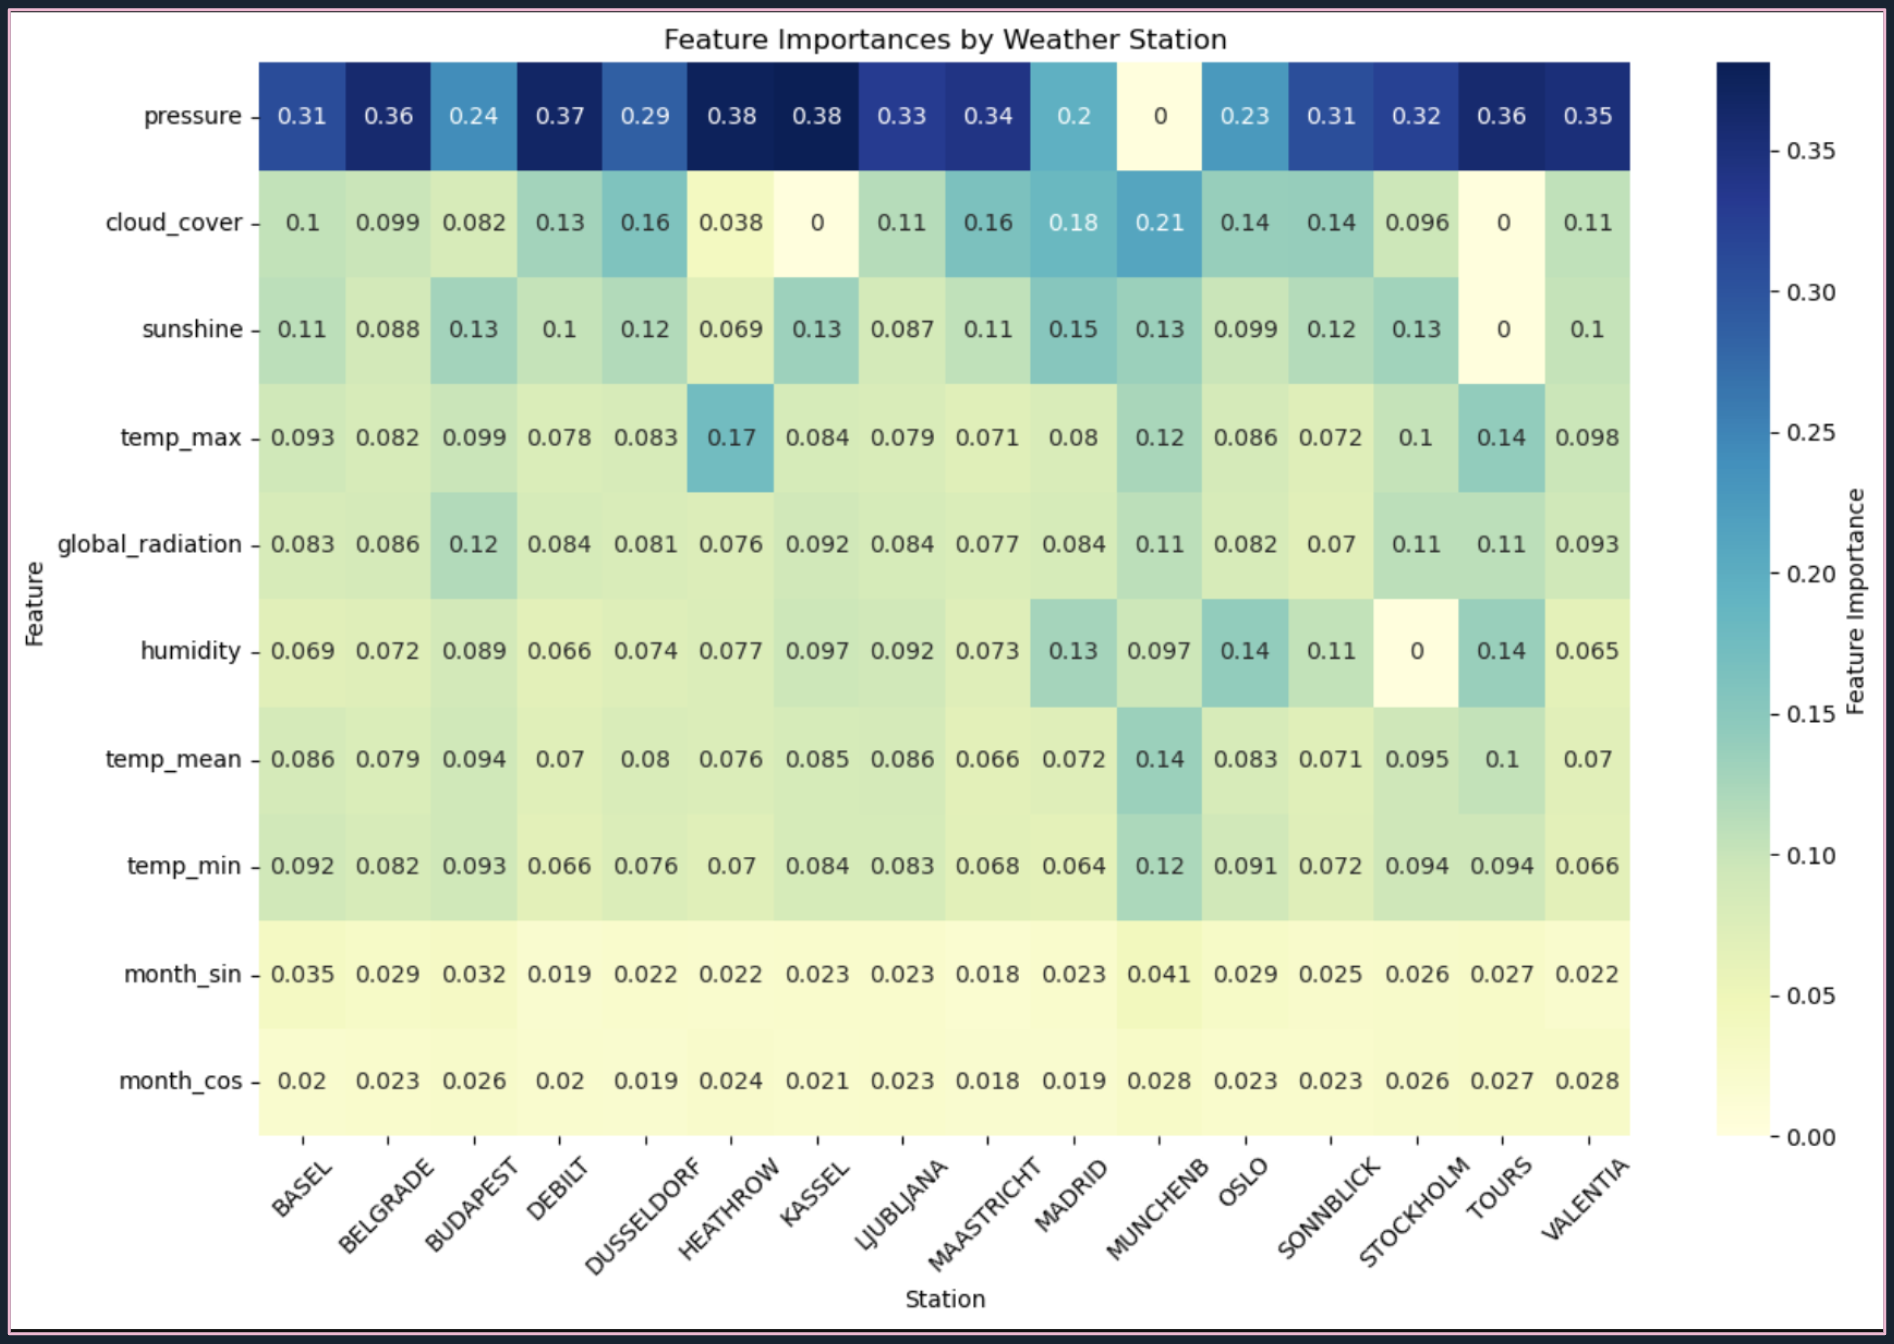 Feature Importances by Weather Station
pressure 0.31 0.36 0.24 0.37 0.29 0.38 0.38 0.33 0.34 0.2 0 0.23 0.31 0.32 0.36 0.35
cloud_cover 0.1 0.099 0.082 0.13 0.16 0.038 0 0.11 0.16 0.18 0.21 0.14 0.14 0.096 0 0.11
sunshine 0.11 0.088 0.13 0.1 0.12 0.069 0.13 0.087 0.11 0.15 0.13 0.099 0.12 0.13 0 0.1
temp_max 0.093 0.082 0.099 0.078 0.083 0.17 0.084 0.079 0.071 0.08 0.12 0.086 0.072 0.1 0.14 0.098
global_radiation 0.083 0.086 0.12 0.084 0.081 0.076 0.092 0.084 0.077 0.084 0.11 0.082 0.07 0.11 0.11 0.093
humidity 0.069 0.072 0.089 0.066 0.074 0.077 0.097 0.092 0.073 0.13 0.097 0.14 0.11 0 0.14 0.065
temp_mean 0.086 0.079 0.094 0.07 0.08 0.076 0.085 0.086 0.066 0.072 0.14 0.083 0.071 0.095 0.1 0.07
temp_min 0.092 0.082 0.093 0.066 0.076 0.07 0.084 0.083 0.068 0.064 0.12 0.091 0.072 0.094 0.094 0.066
month_sin 0.035 0.029 0.032 0.019 0.022 0.022 0.023 0.023 0.018 0.023 0.041 0.029 0.025 0.026 0.027 0.022
month_cos 0.02 0.023 0.026 0.02 0.019 0.024 0.021 0.023 0.018 0.019 0.028 0.023 0.023 0.026 0.027 0.028
BASEL BELGRADE BUDAPEST DEBILT DUSSELDORF HEATHROW KASSEL LJUBLJANA MAASTRICHT MADRID MUNCHENB OSLO SONNBLICK STOCKHOLM TOURS VALENTIA
Station
Feature
0.35
0.30
0.25
0.20
0.15
0.10
0.05
0.00
Feature Importance